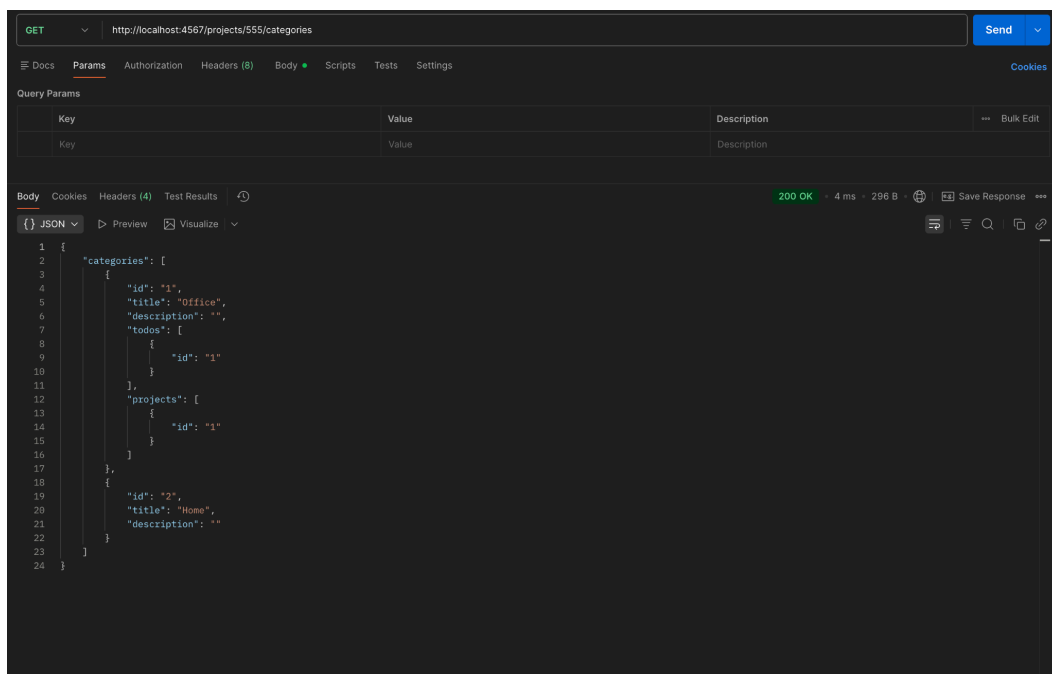 GET http://localhost:4567/projects/555/categories Send
Docs Params Authorization Headers (8) Body Scripts Tests Settings Cookies
Query Params
Key Value Description Bulk Edit
Key Value Description
Body Cookies Headers (4) Test Results 200 OK 4 ms 296 B Save Response
{} JSON Preview Visualize
1 {
2 "categories": [
3 {
4 "id": "1",
5 "title": "Office",
6 "description": "",
7 "todos": [
8 {
9 "id": "1"
10 }
11 ],
12 "projects": [
13 {
14 "id": "1"
15 }
16 ]
17 },
18 {
19 "id": "2",
20 "title": "Home",
21 "description": ""
22 }
23 ]
24 }